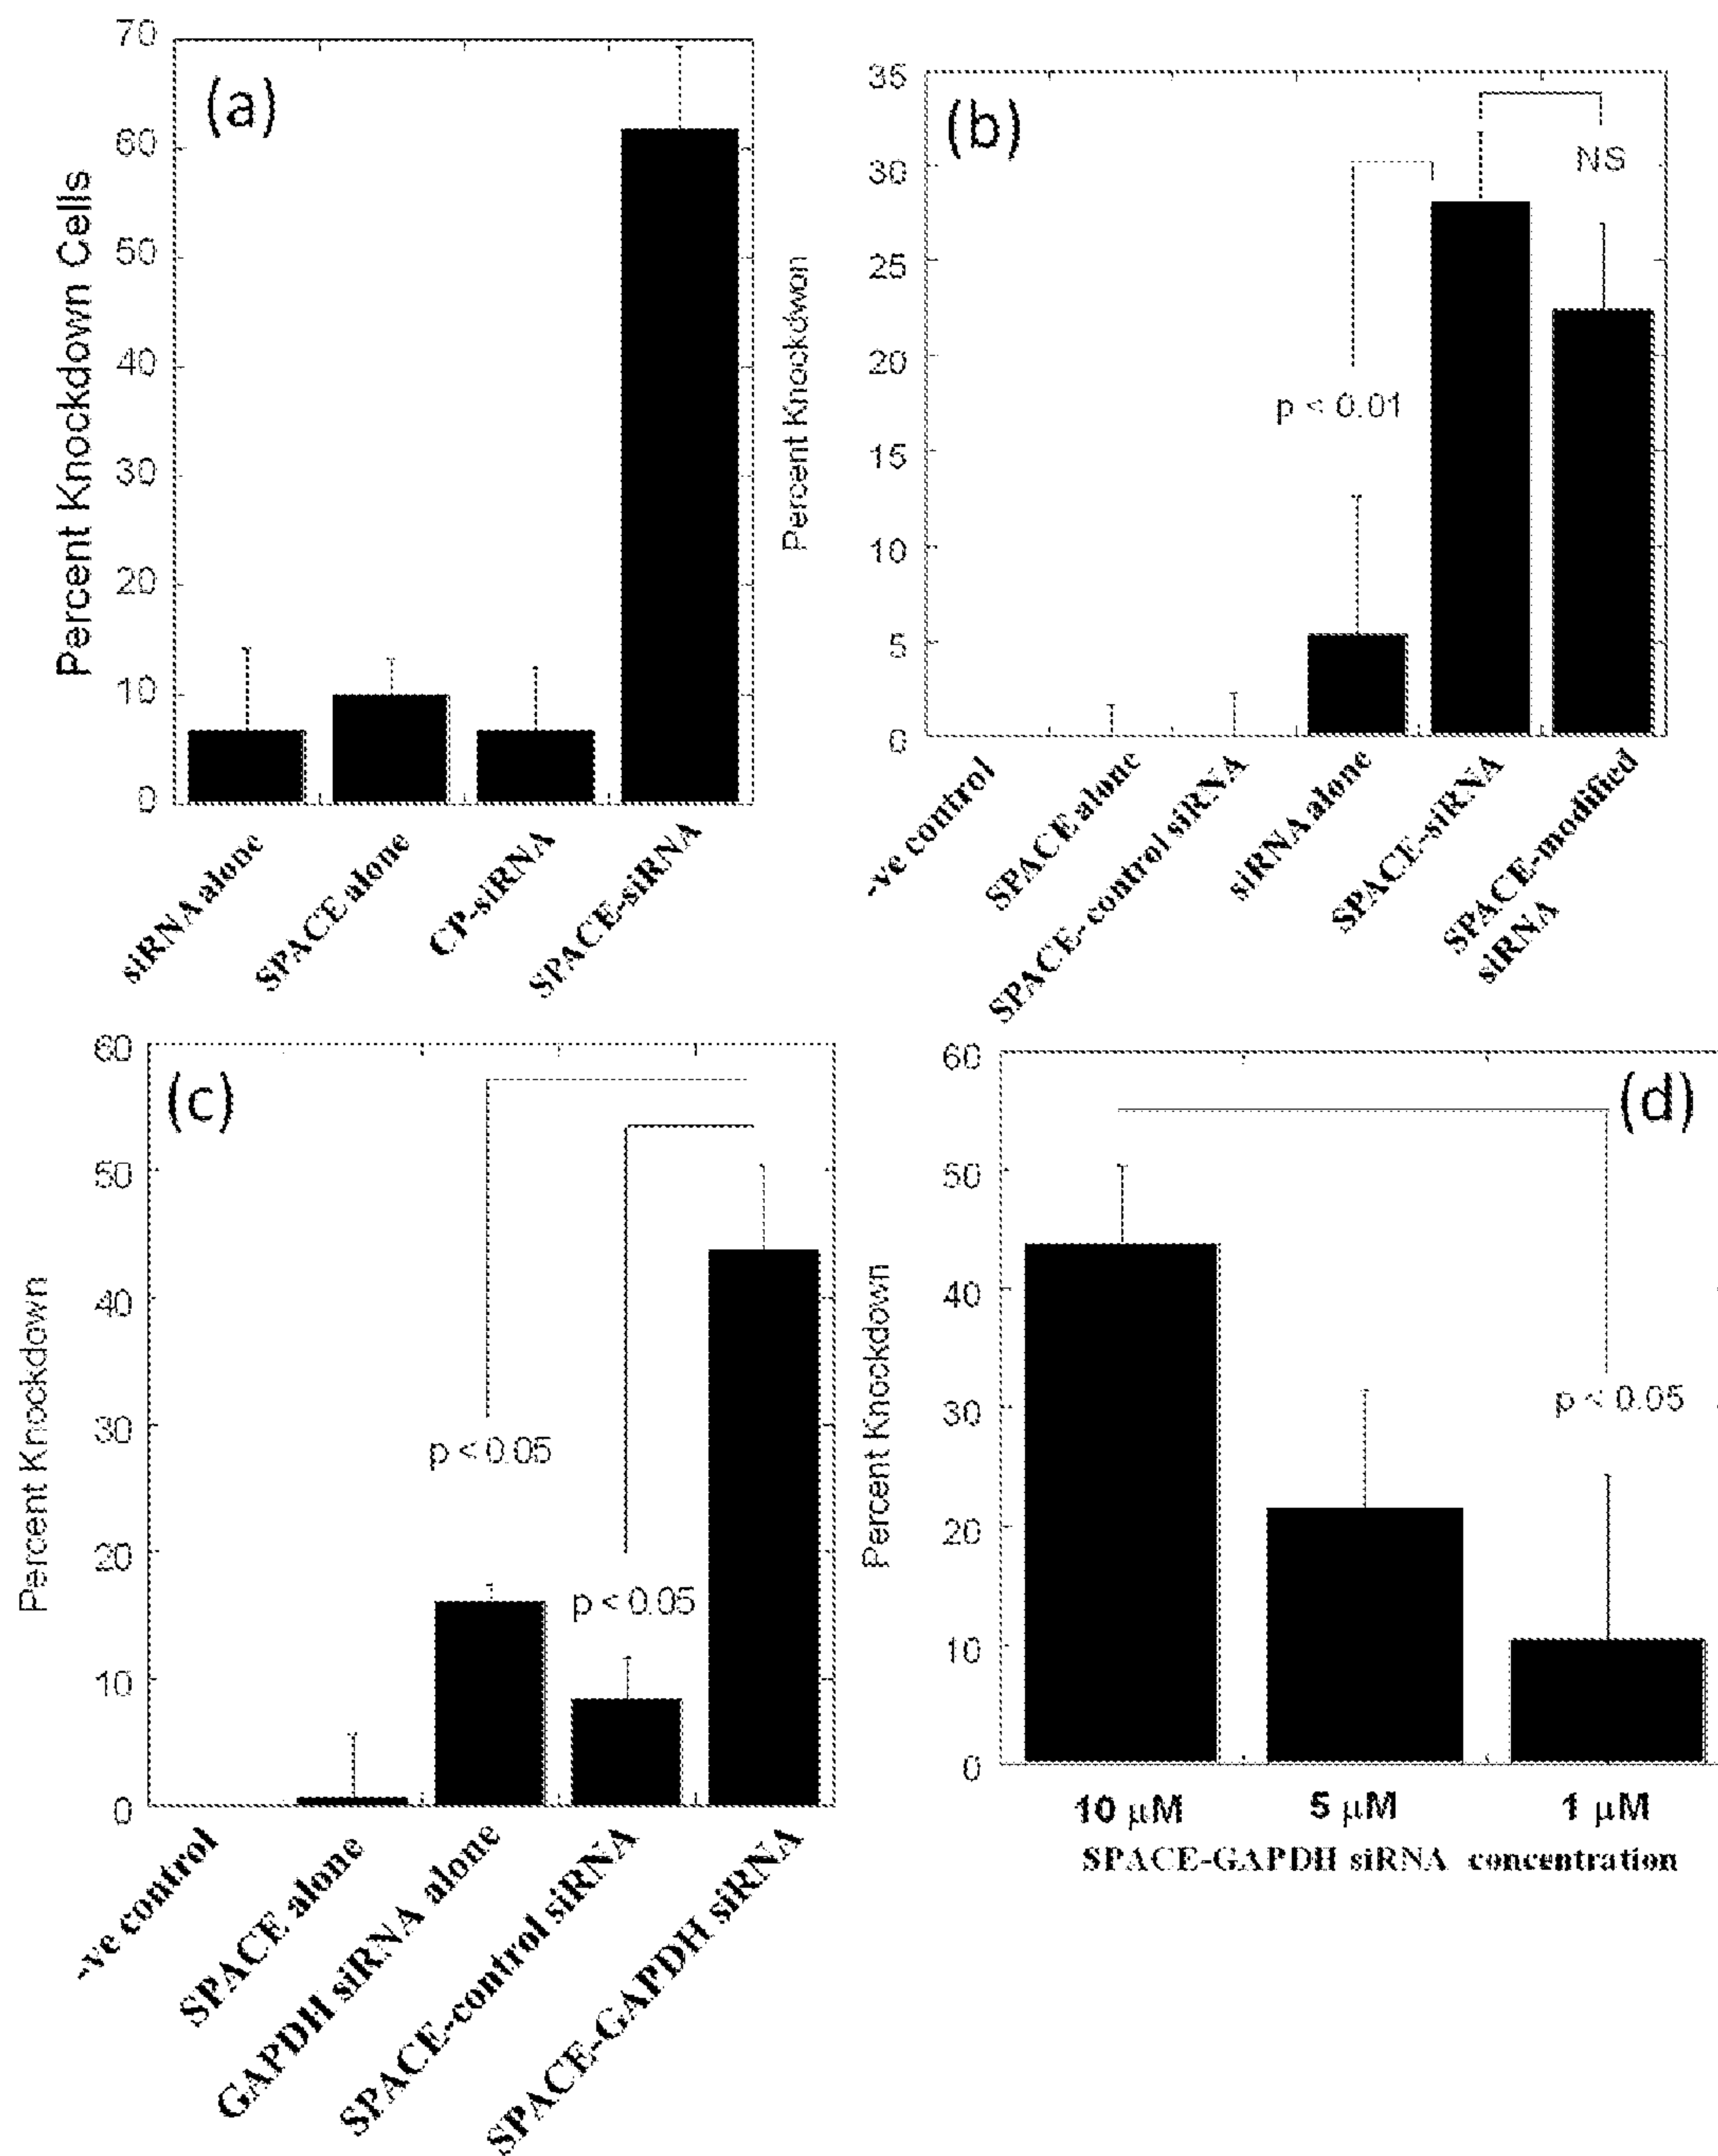 (a)
Percent Knockdown Cells
70
60
50
40
30
20
10
0
siRNA alone
SPACE alone
CP-siRNA
SPACE-siRNA
(b)
Percent Knockdwon
35
30
25
20
15
10
5
0
NS
p < 0.01
-ve control
SPACE alone
SPACE-control siRNA
siRNA alone
SPACE-siRNA
SPACE-modified
siRNA
(c)
Percent Knockdown
60
50
40
30
20
10
0
p < 0.05
p < 0.05
-ve control
SPACE alone
GAPDH siRNA alone
SPACE-control siRNA
SPACE-GAPDH siRNA
(d)
Percent Knockdown
60
50
40
30
20
10
0
p < 0.05
10 μM
5 μM
1 μM
SPACE-GAPDH siRNA concentration